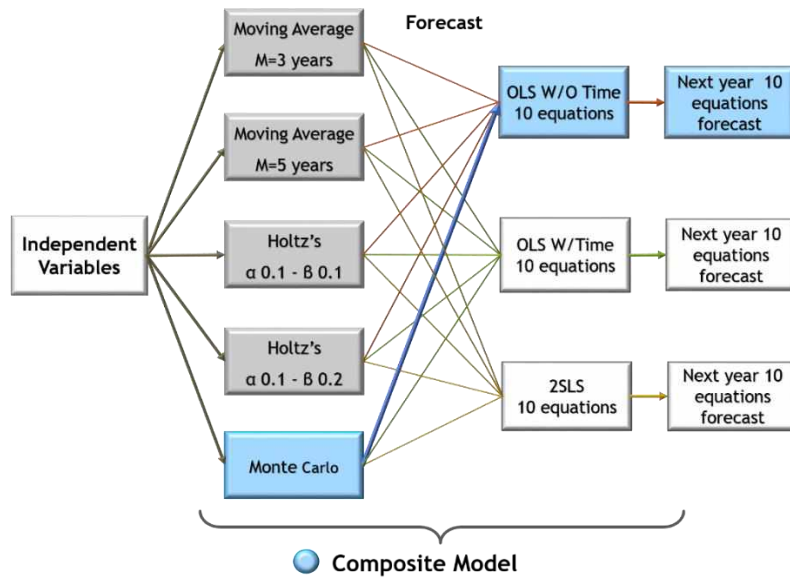 Forecast
Independent
Variables
Moving Average
M=3 years
Moving Average
M=5 years
Holtz's
α 0.1 - ß 0.1
Holtz's
α 0.1 - ß 0.2
Monte Carlo
OLS W/O Time
10 equations
OLS W/Time
10 equations
2SLS
10 equations
Next year 10
equations
forecast
Next year 10
equations
forecast
Next year 10
equations
forecast
Composite Model